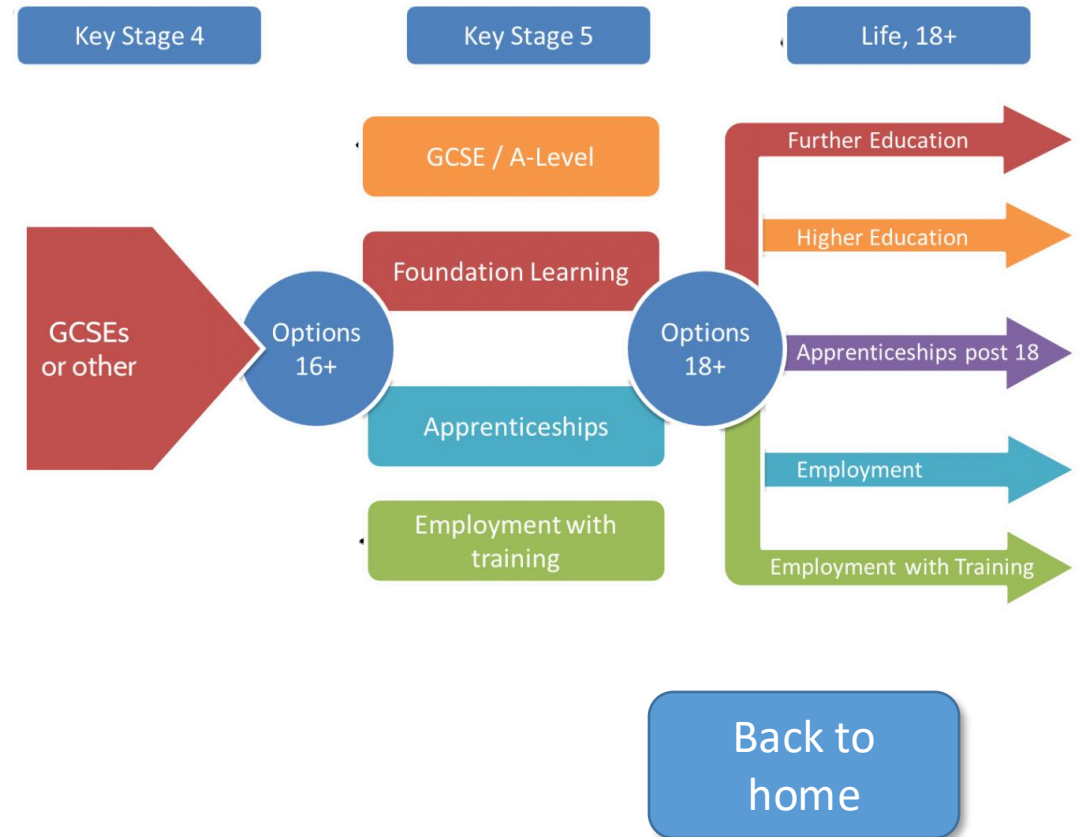 Key Stage 4
Key Stage 5
Life, 18+
GCSEs
or other
Options
16+
GCSE / A-Level
Foundation Learning
Apprenticeships
Employment with
training
Options
18+
Further Education
Higher Education
Apprenticeships post 18
Employment
Employment with Training
Back to
home